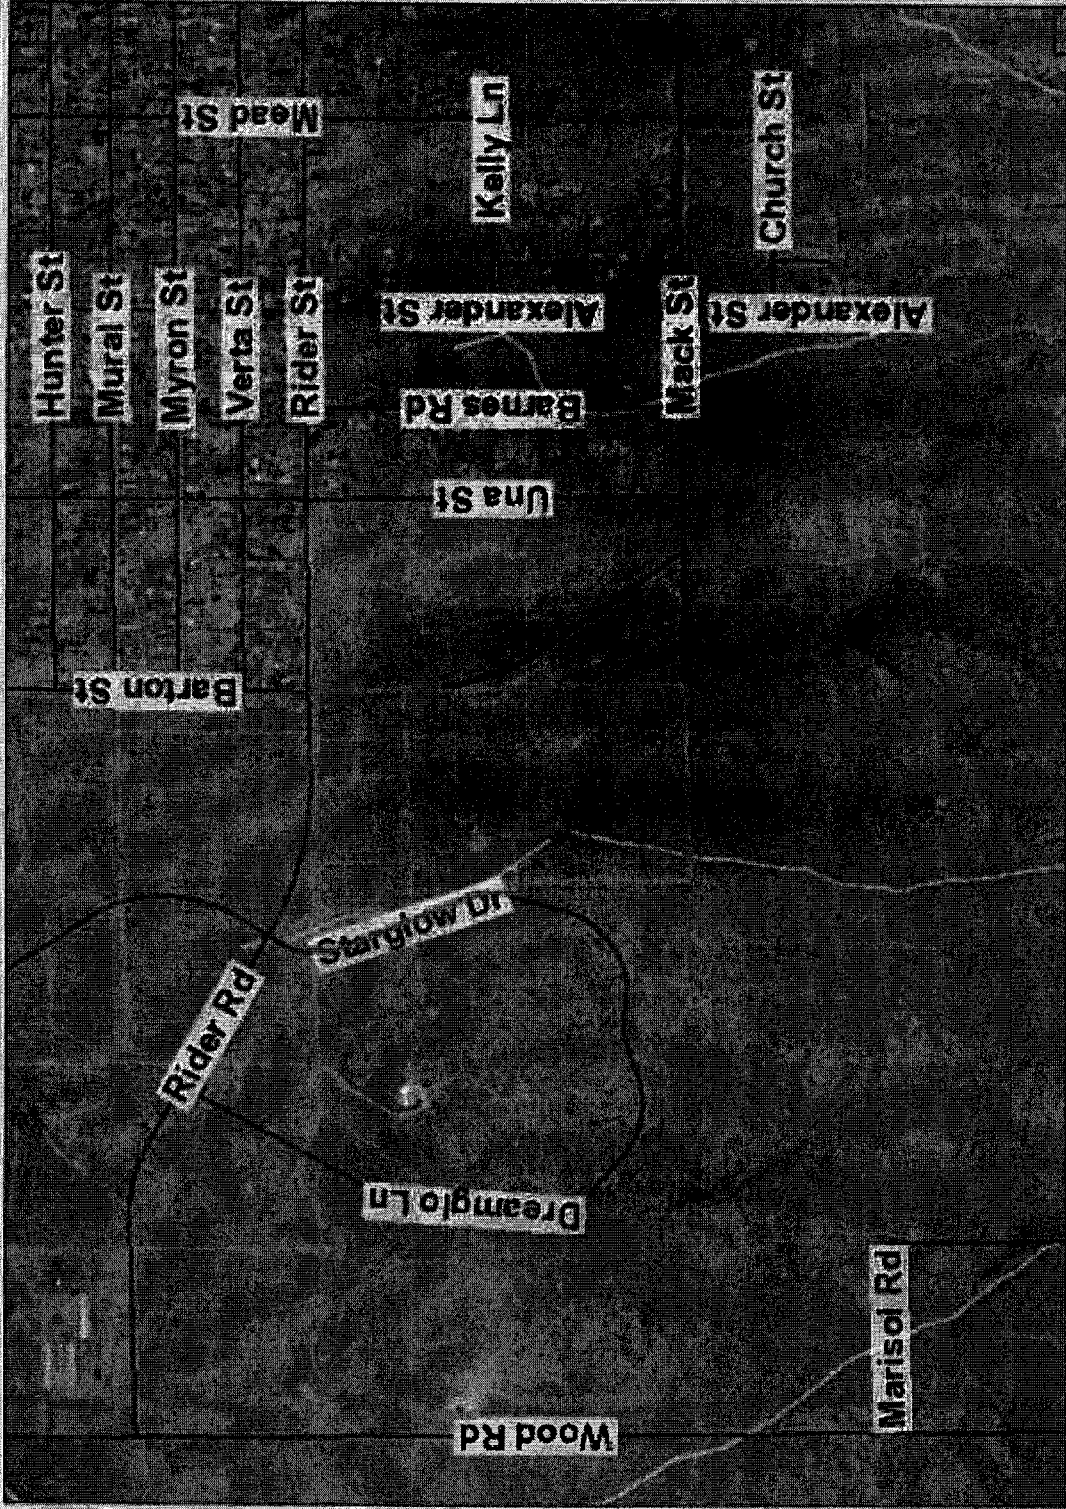 Mead St
Kelly Ln
Church St
Hunter St
Mural St
Myron St
Verta St
Rider St
Alexander St
Mack St
Alexander St
Barnes Rd
Una St
Barton St
Starglow Dr
Rider Rd
Dreamglo Ln
Marisol Rd
Wood Rd